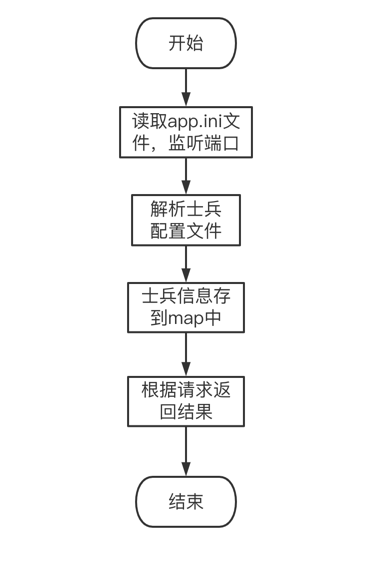 开始
读取app.ini文
件，监听端口
解析士兵
配置文件
士兵信息存
到map中
根据请求返
回结果
结束